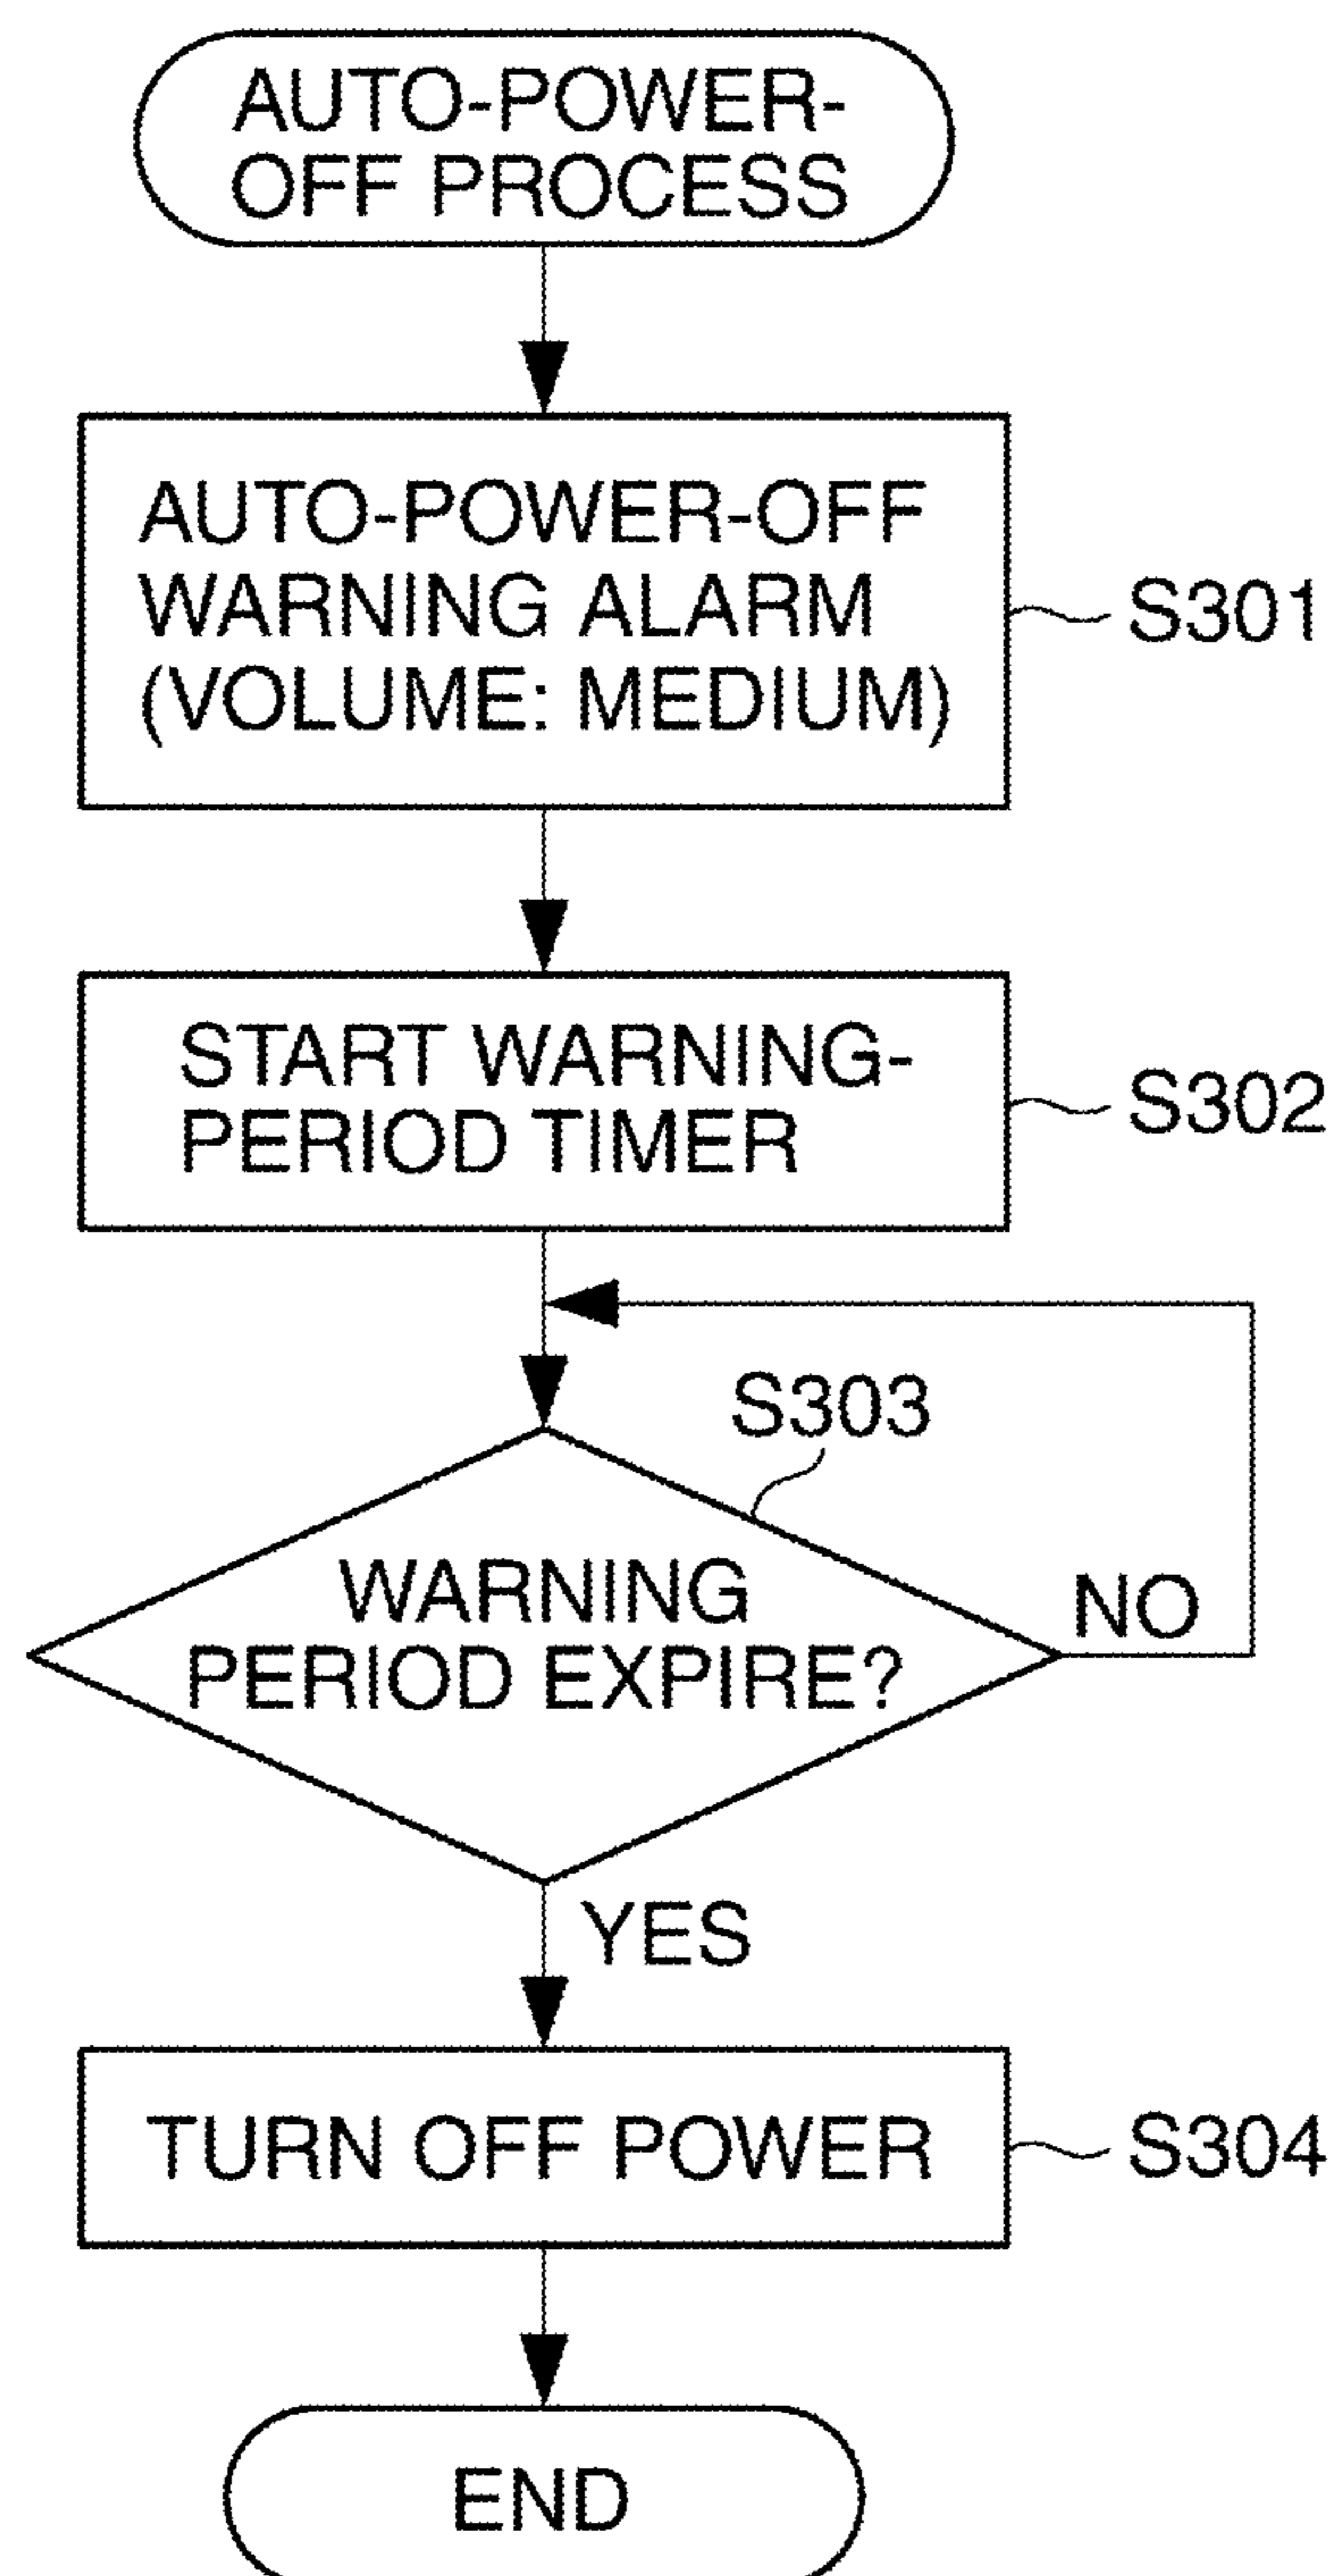 AUTO-POWER-
OFF PROCESS
AUTO-POWER-OFF
WARNING ALARM
(VOLUME: MEDIUM)
S301
START WARNING-
PERIOD TIMER
S302
S303
WARNING
PERIOD EXPIRE?
NO
YES
TURN OFF POWER
S304
END